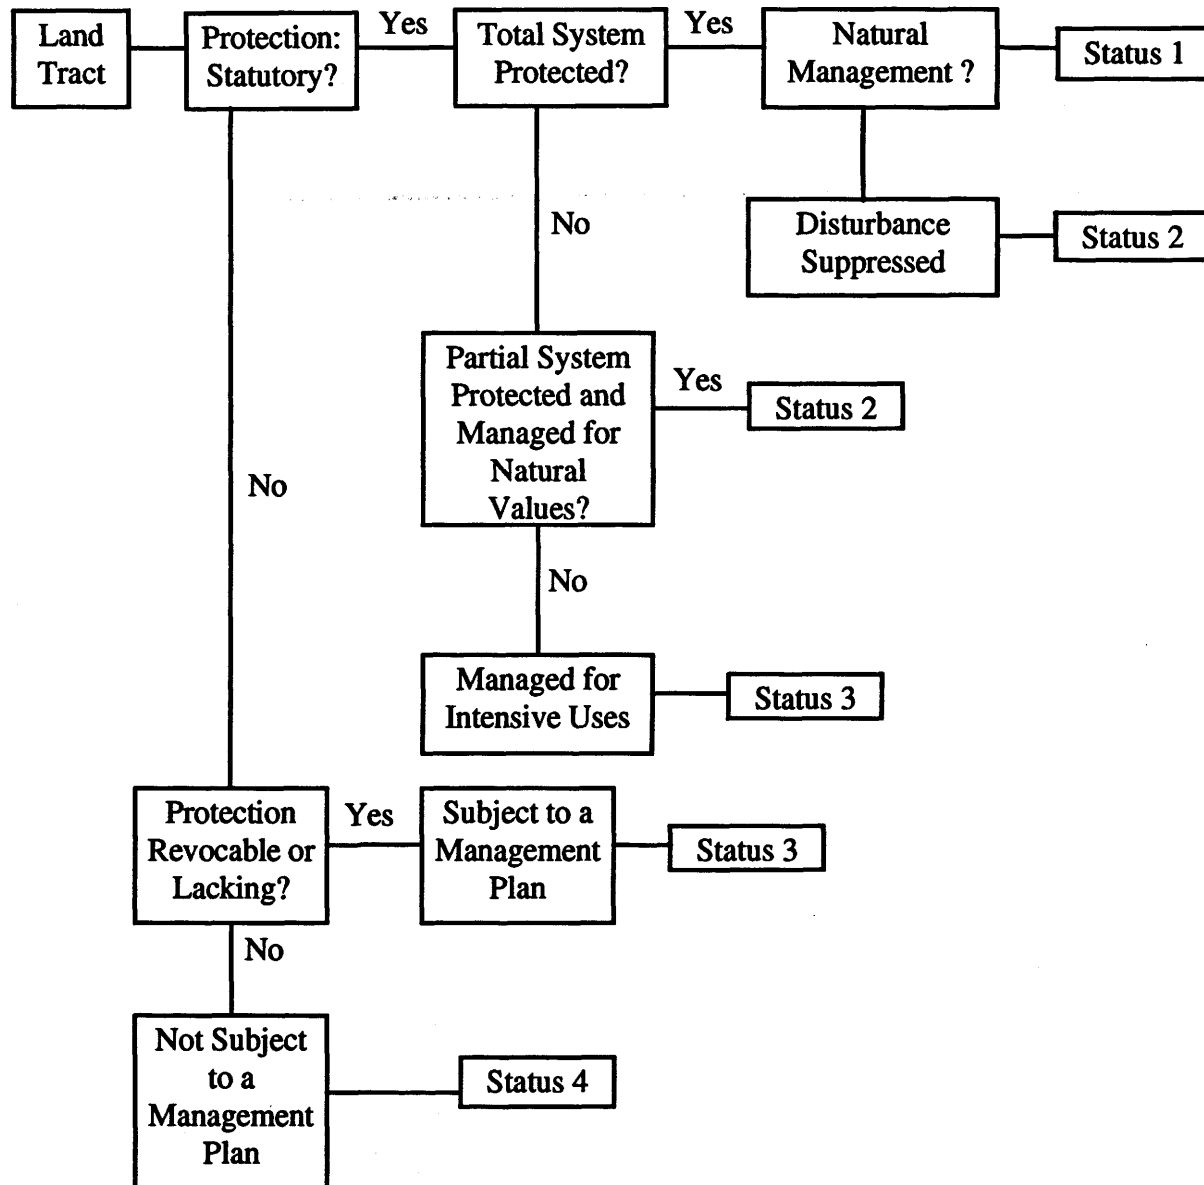 Land
Tract
Protection:
Statutory?
Yes
Total System
Protected?
Yes
Natural
Management ?
Status 1
No
Disturbance
Suppressed
Status 2
Partial System
Protected and
Managed for
Natural
Values?
Yes
Status 2
No
No
Managed for
Intensive Uses
Status 3
Protection
Revocable or
Lacking?
Yes
Subject to a
Management
Plan
Status 3
No
Not Subject
to a
Management
Plan
Status 4